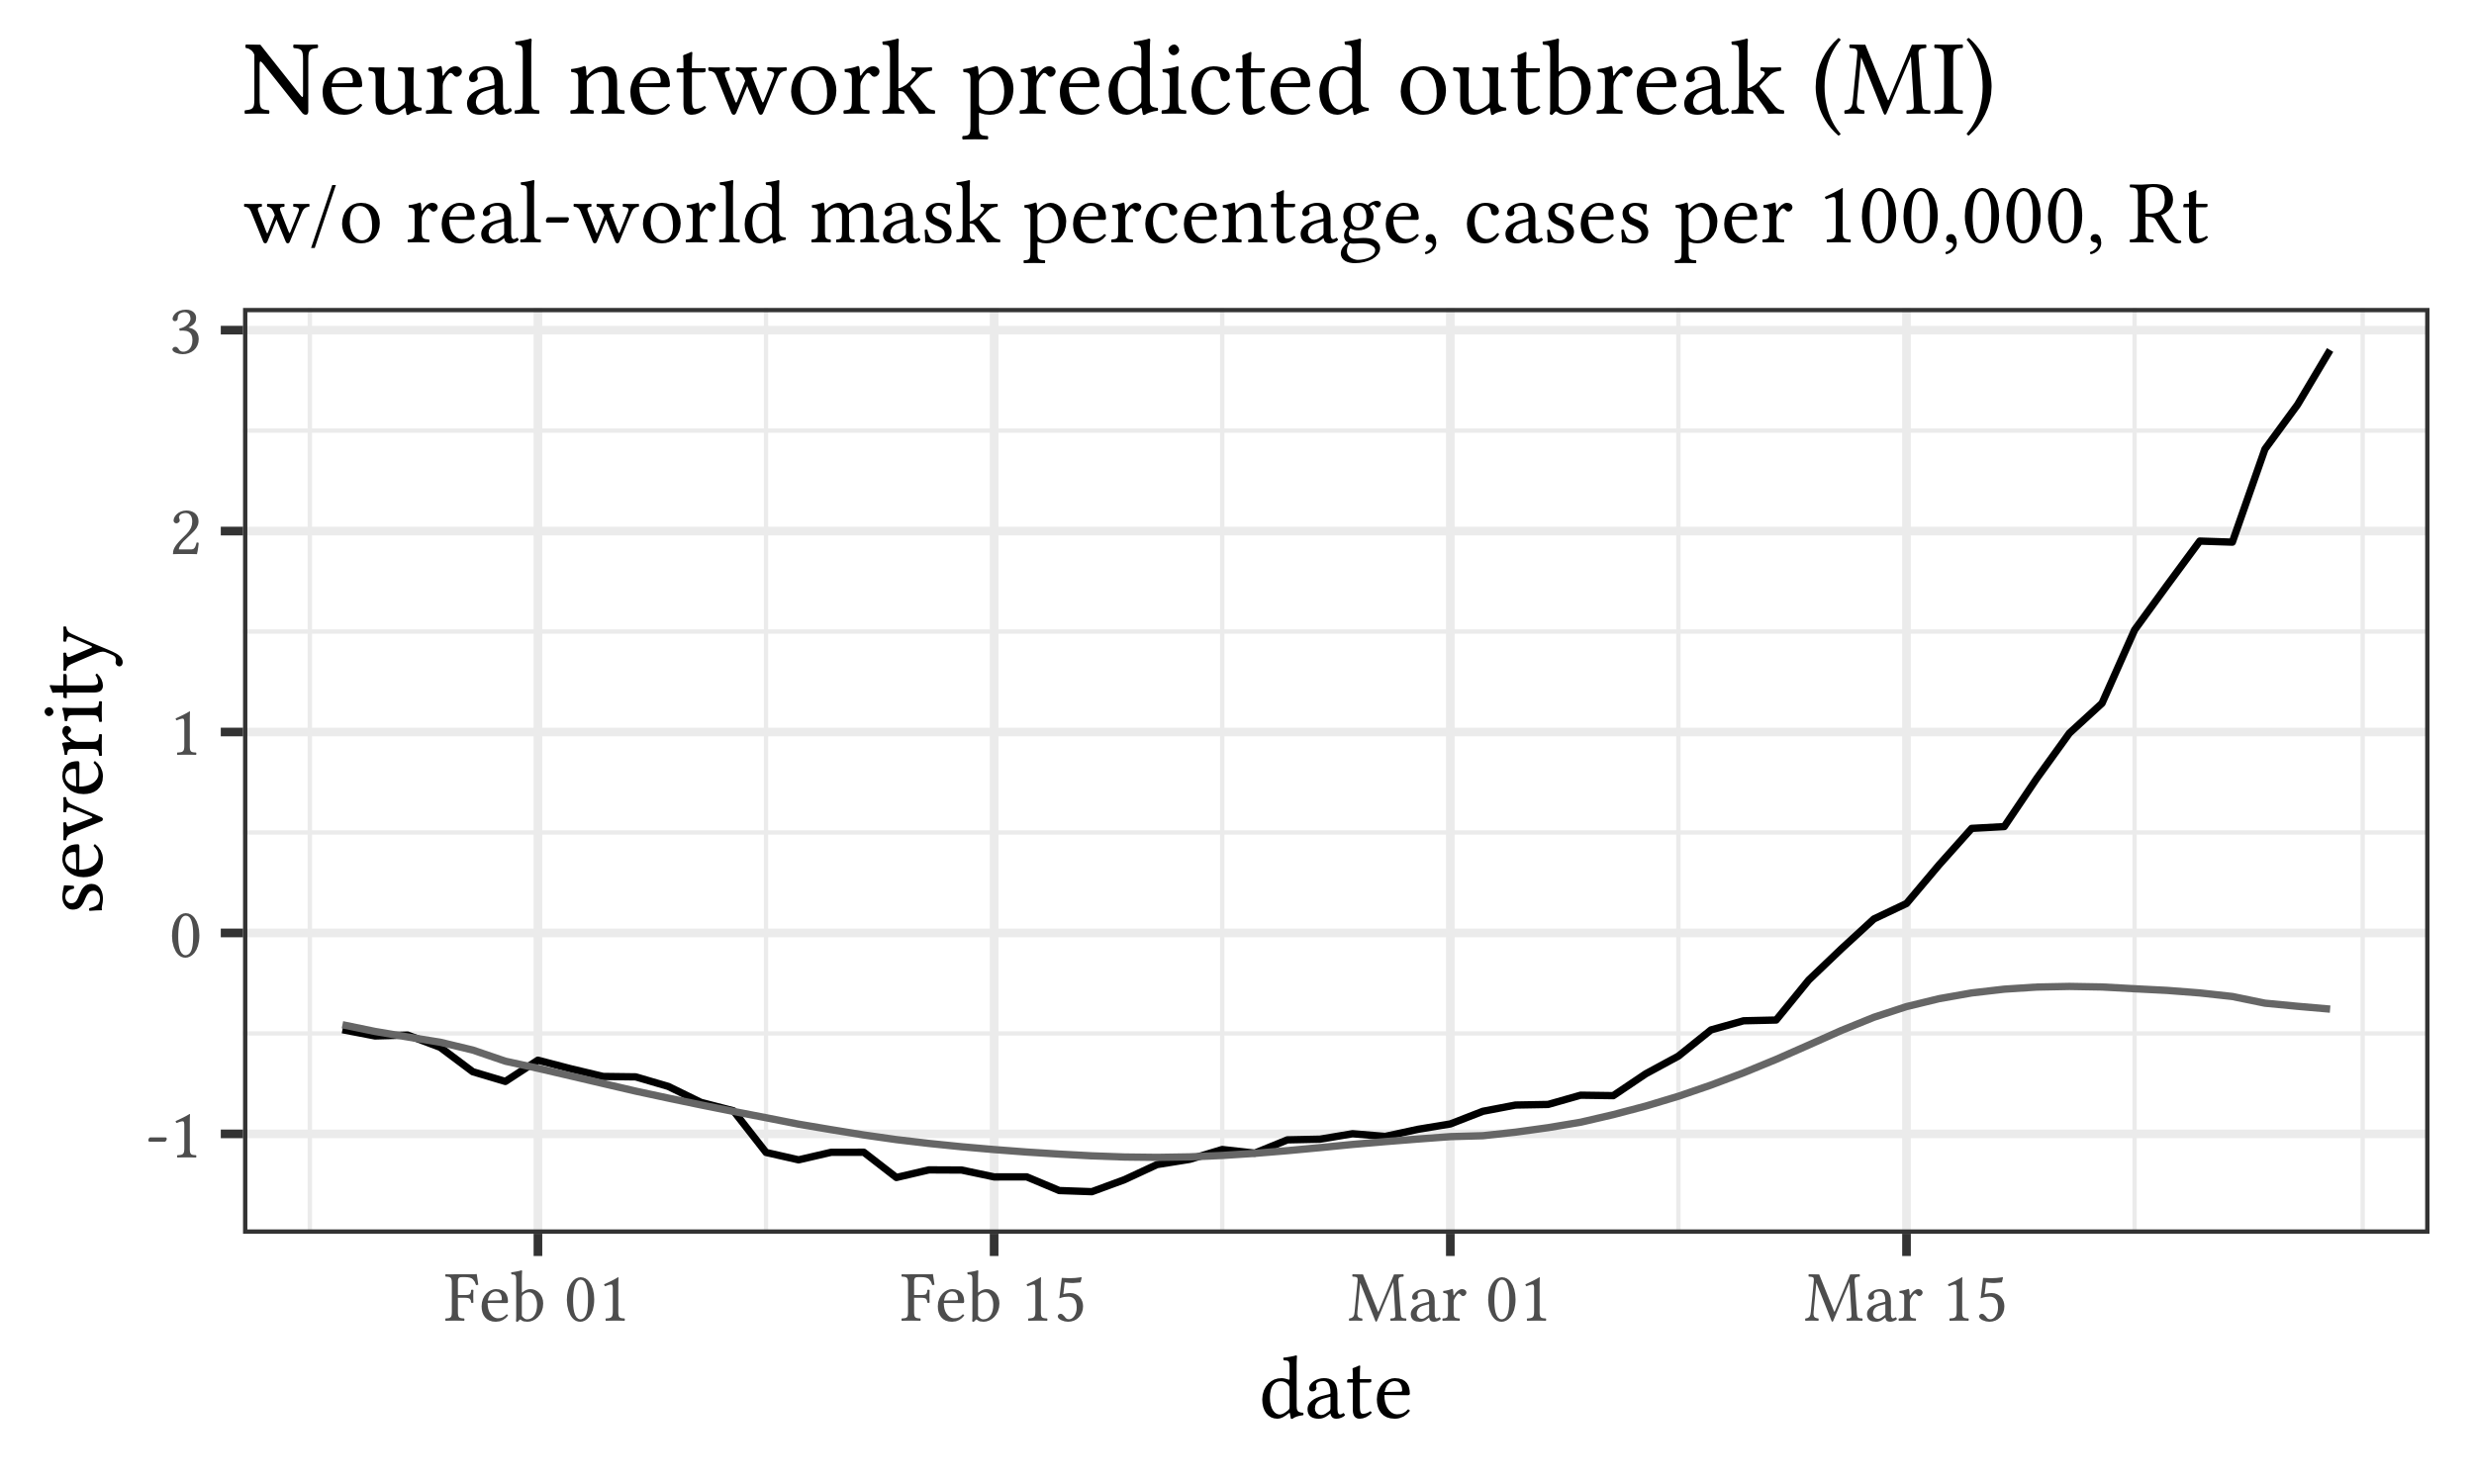 Neural network predicted outbreak (MI)
w/o real-world mask percentage, cases per 100,000, Rt
3
2
1
0
-1
severity
Feb 01 Feb 15 Mar 01 Mar 15
date